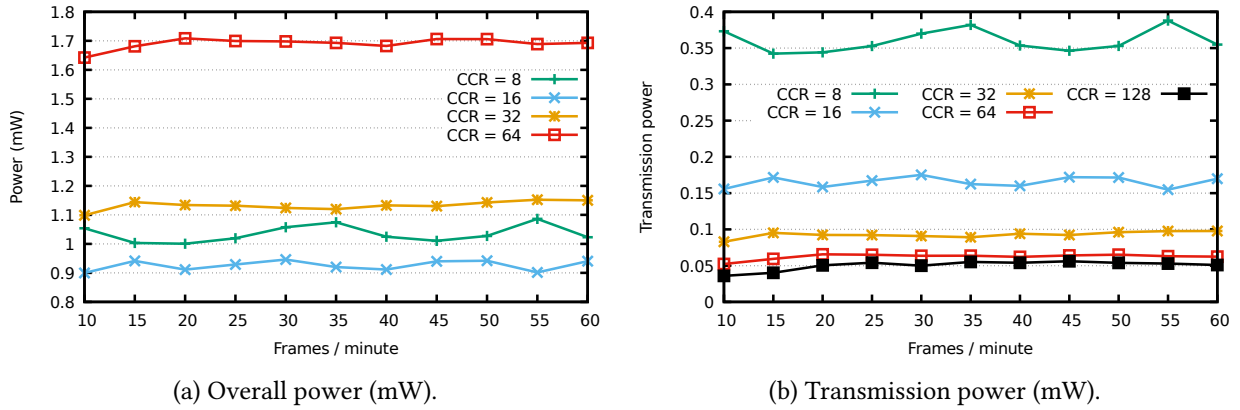 1.8
1.7
1.6
1.5
1.4
1.3
1.2
1.1
1
0.9
0.8
Power (mW)
CCR = 8
CCR = 16
CCR = 32
CCR = 64
10 15 20 25 30 35 40 45 50 55 60
Frames / minute
(a) Overall power (mW).
0.4
0.35
0.3
0.25
0.2
0.15
0.1
0.05
0
Transmission power
CCR = 8 CCR = 32 CCR = 128
CCR = 16 CCR = 64
10 15 20 25 30 35 40 45 50 55 60
Frames / minute
(b) Transmission power (mW).